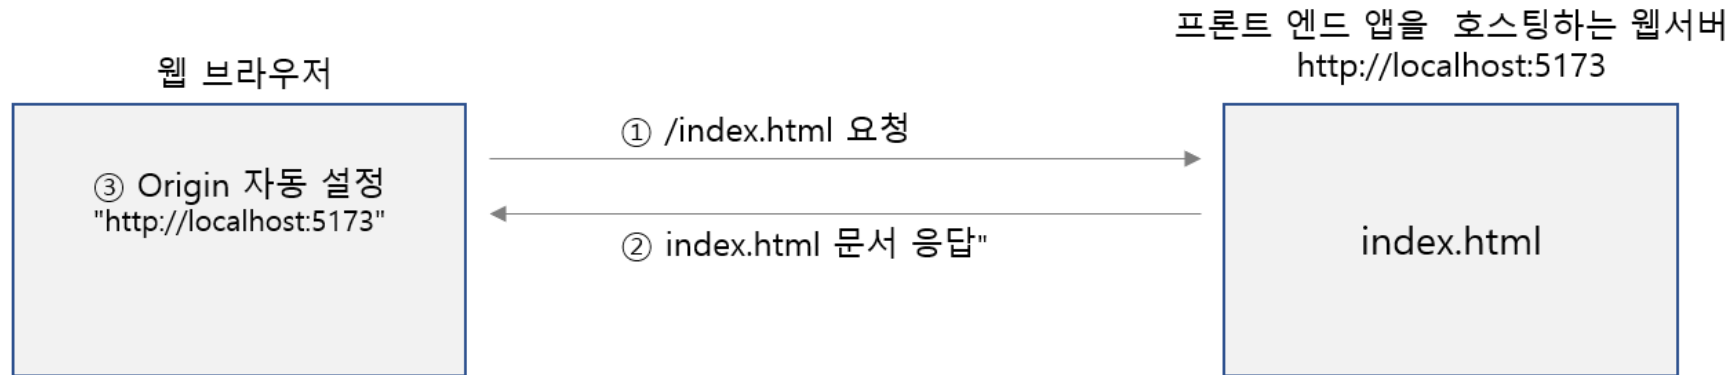 웹 브라우저
③ Origin 자동 설정
"http://localhost:5173"
① /index.html 요청
② index.html 문서 응답"
프론트 엔드 앱을 호스팅하는 웹서버
http://localhost:5173
index.html